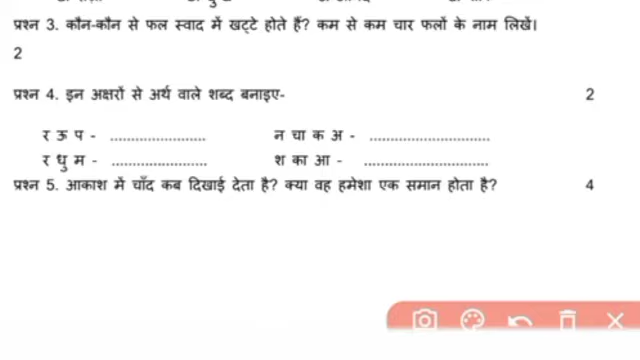 प्रश्न 3. कौन-कौन से फल स्वाद में खट्टे होते हैं? कम से कम चार फलों के नाम लिखें।
2
प्रश्न 4. इन अक्षरों से अर्थ वाले शब्द बनाइए- 2
र ऊ प - ....................... न चा क अ - .............................
र धु म - ....................... श का आ - ..............................
प्रश्न 5. आकाश में चाँद कब दिखाई देता है? क्या वह हमेशा एक समान होता है? 4